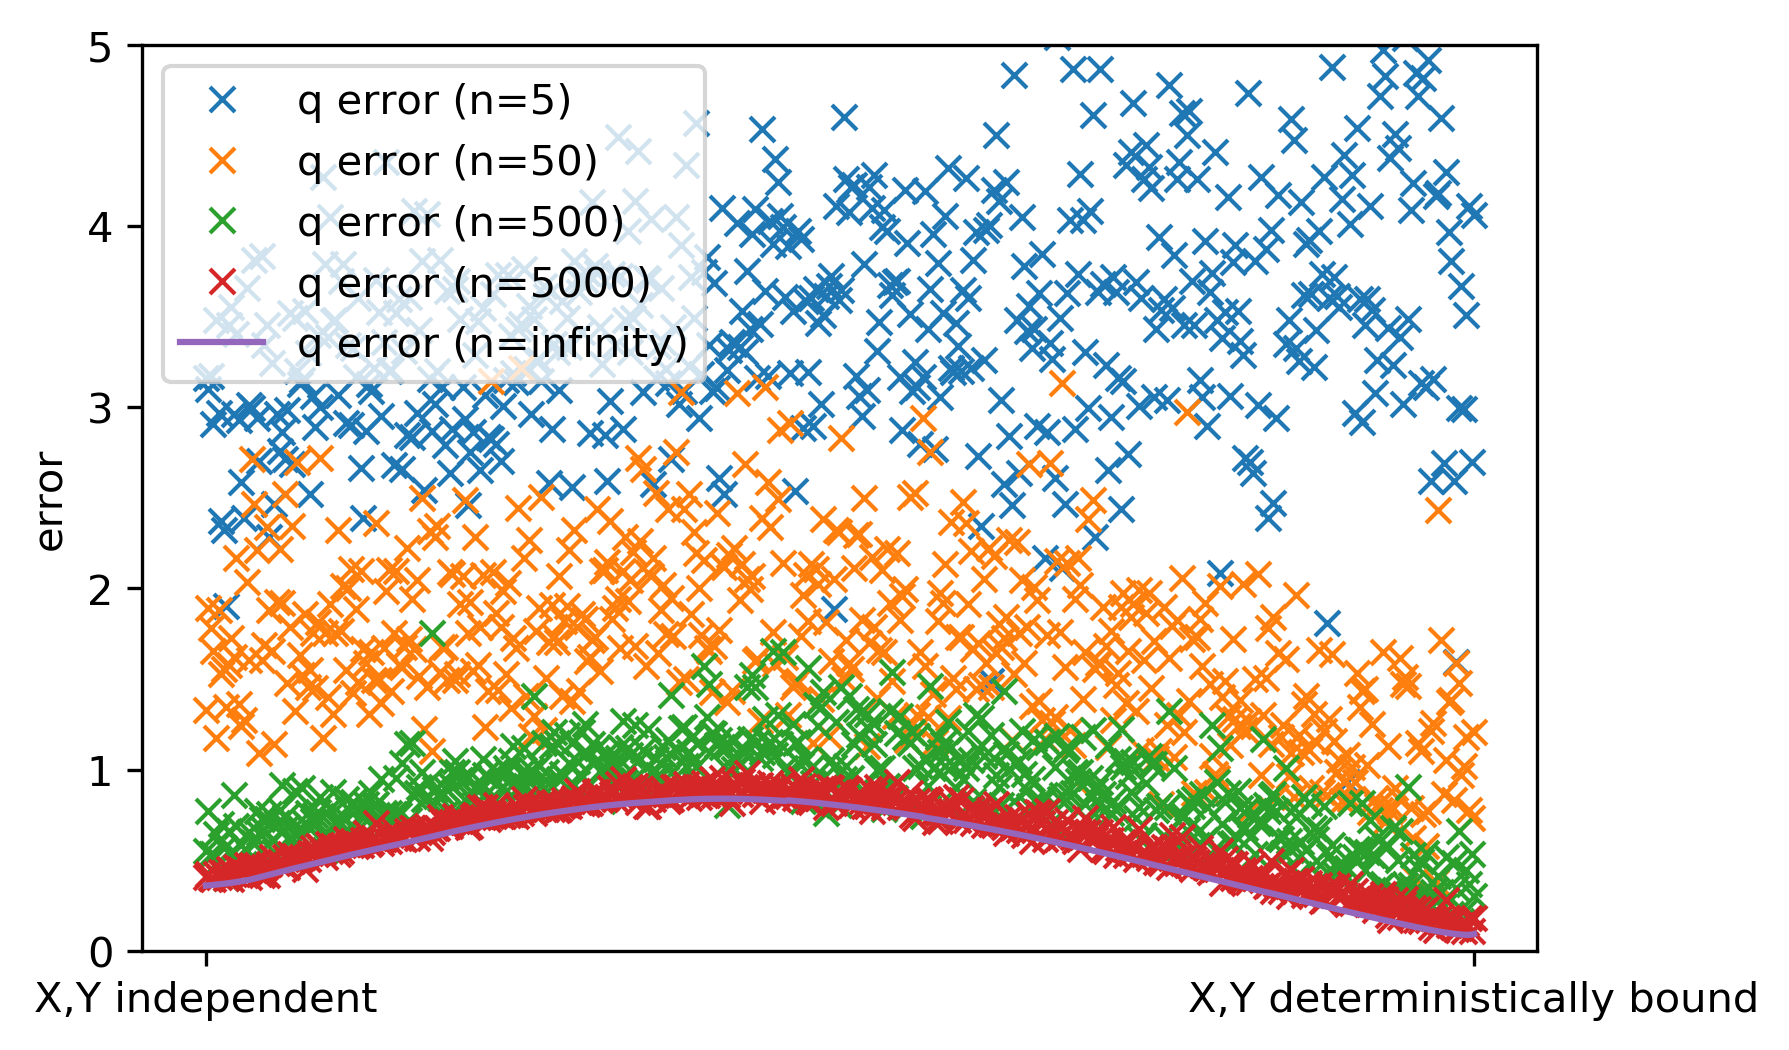 5
q error (n=5)
q error (n=50)
4
q error (n=500)
q error (n=5000)
q error (n=infinity)
3
error
2
1
0
X,Y independent
X,Y deterministically bound